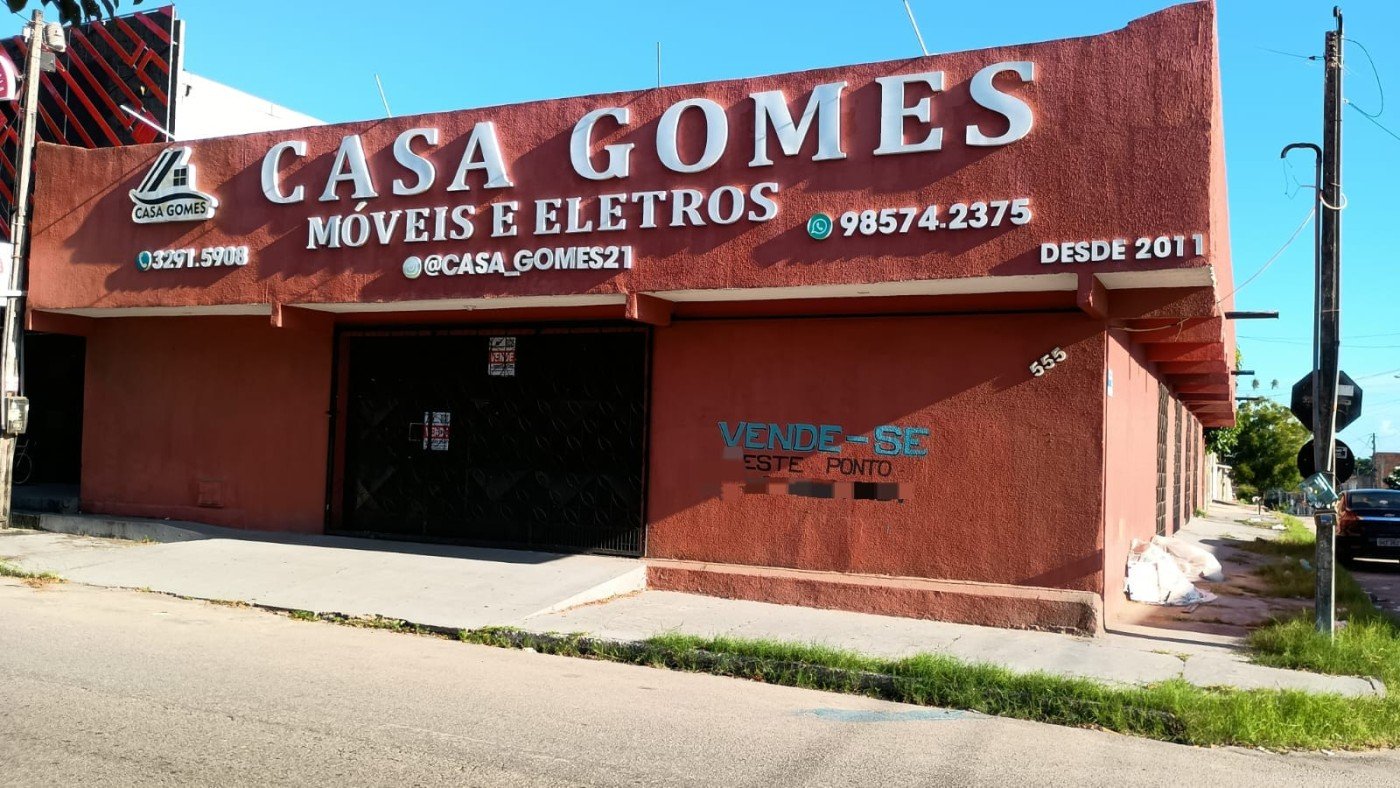 CASA GOMES
CASA GOMES
MÓVEIS E ELETROS
3291.5908
@CASA_GOMES21
98574.2375
DESDE 2011
555
VENDE
VENDE-SE
ESTE PONTO